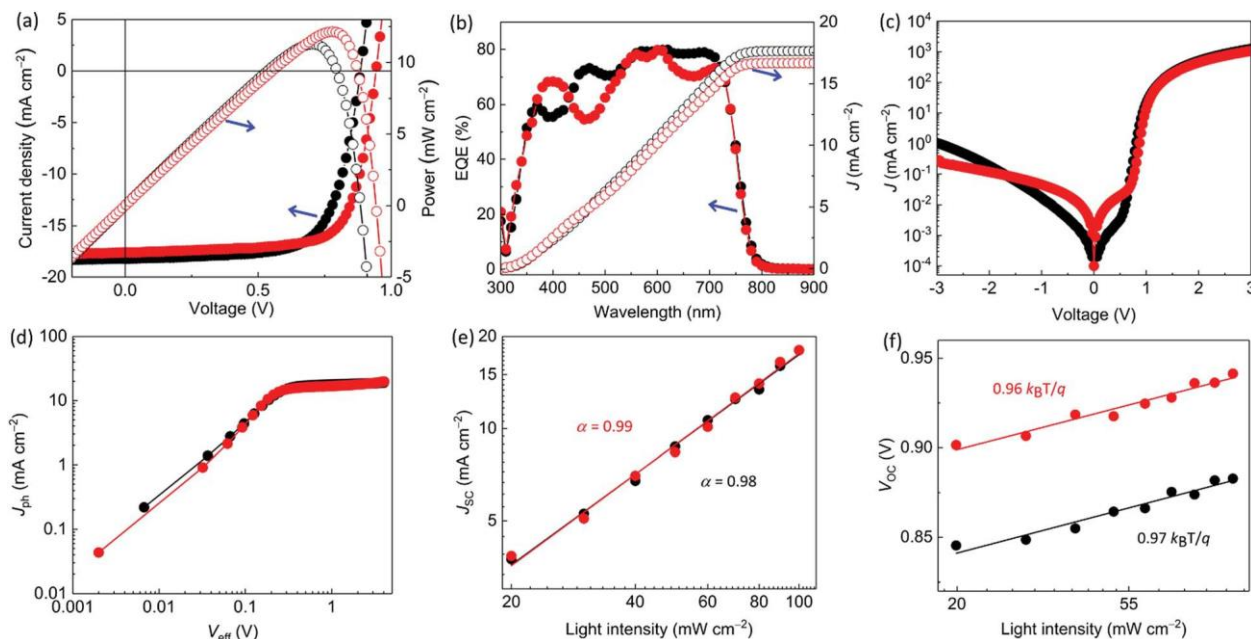 (a)
Current density (mA cm⁻²)
5
0
-5
-10
-15
-20
0.0
0.5
1.0
Voltage (V)
10
5
0
-5
Power (mW cm⁻²)
(b)
EQE (%)
80
60
40
20
0
300 400 500 600 700 800 900
Wavelength (nm)
20
15
10
5
0
J (mA cm⁻²)
(c)
J (mA cm⁻²)
10⁴
10³
10²
10¹
10⁰
10⁻¹
10⁻²
10⁻³
10⁻⁴
-3 -2 -1 0 1 2 3
Voltage (V)
(d)
Jph (mA cm⁻²)
100
10
1
0.1
0.01
0.001 0.01 0.1 1
Veff (V)
(e)
JSC (mA cm⁻²)
20
15
10
5
α = 0.99
α = 0.98
20 40 60 80 100
Light intensity (mW cm⁻²)
(f)
VOC (V)
0.95
0.90
0.85
0.96 kBT/q
0.97 kBT/q
20 55
Light intensity (mW cm⁻²)